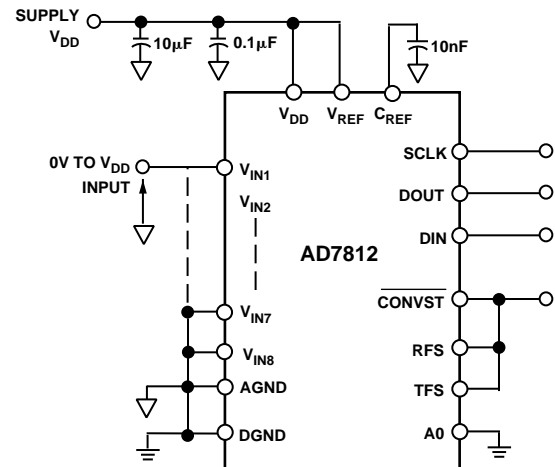 SUPPLY
VDD
10μF
0.1μF
10nF
VDD
VREF
CREF
0V TO VDD
INPUT
VIN1
VIN2
VIN7
VIN8
AGND
DGND
AD7812
SCLK
DOUT
DIN
CONVST
RFS
TFS
A0